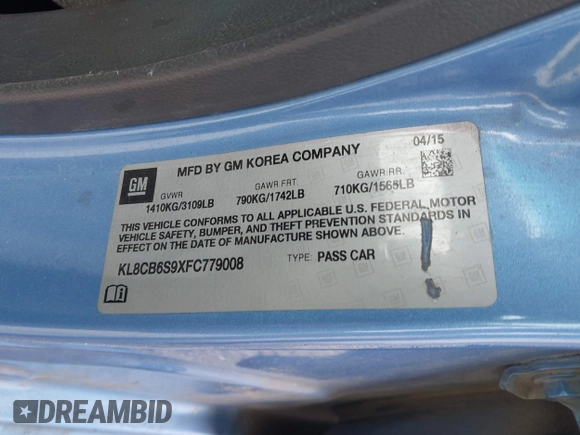 MFD BY GM KOREA COMPANY
04/15
GM
GVWR
GAWR FRT.
GAWR RR.
1410KG/3109LB
790KG/1742LB
710KG/1565LB
THIS VEHICLE CONFORMS TO ALL APPLICABLE U.S. FEDERAL MOTOR
VEHICLE SAFETY, BUMPER, AND THEFT PREVENTION STANDARDS IN
EFFECT ON THE DATE OF MANUFACTURE SHOWN ABOVE.
KL8CB6S9XFC779008
TYPE: PASS CAR
DREAMBID